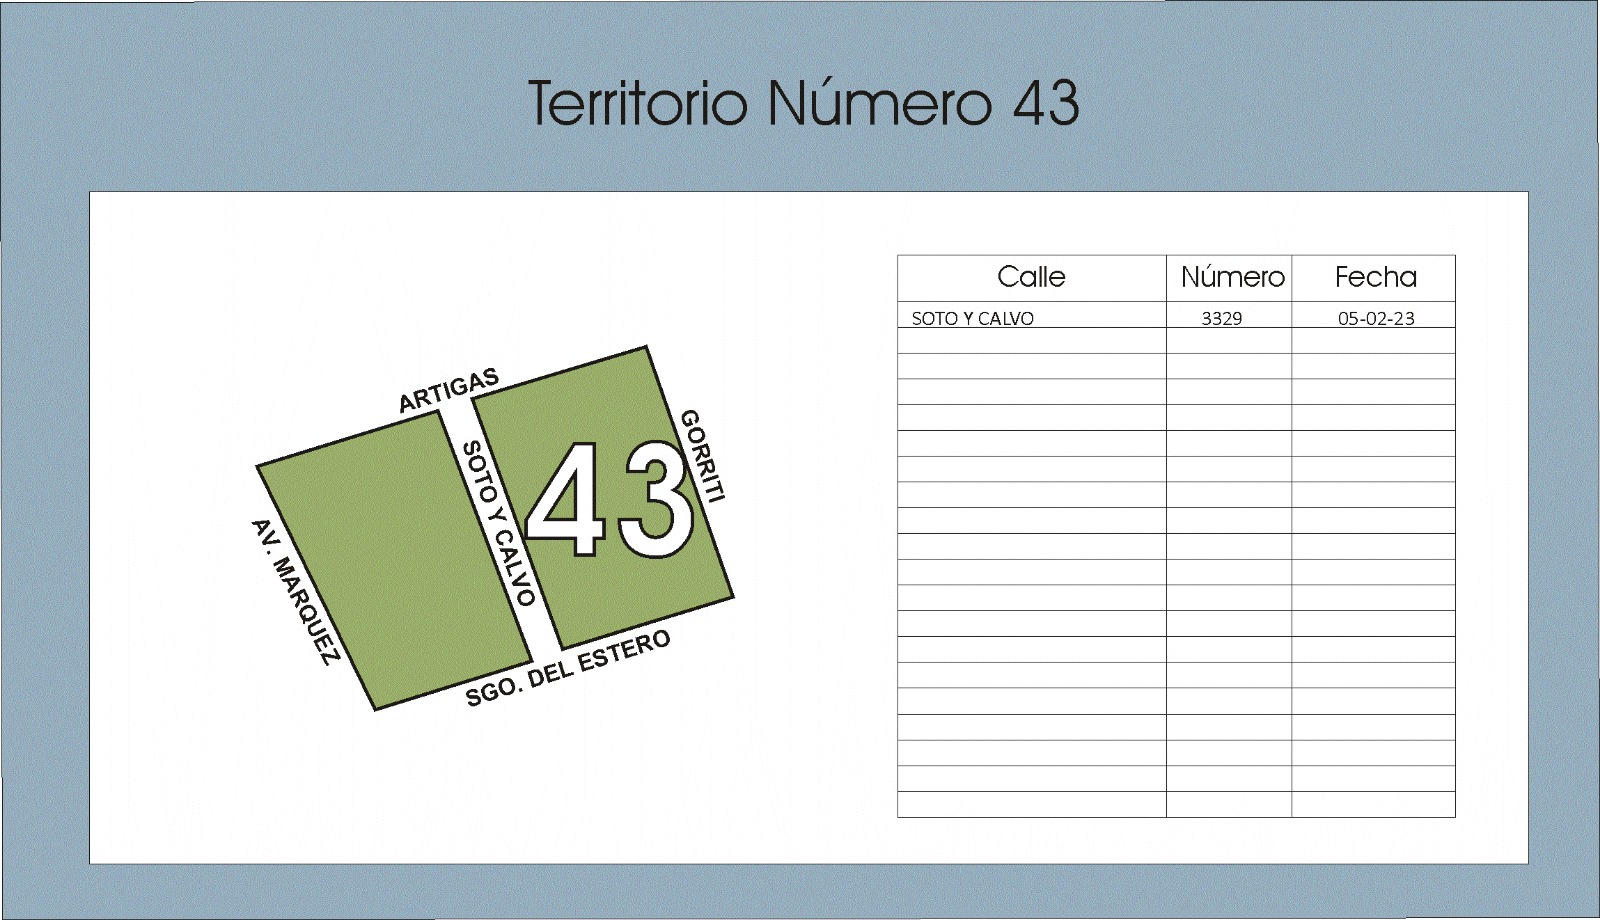 Territorio Número 43
ARTIGAS
SOTO Y CALVO
GORRITI
43
AV. MARQUEZ
SGO. DEL ESTERO
Calle Número Fecha
SOTO Y CALVO 3329 05-02-23